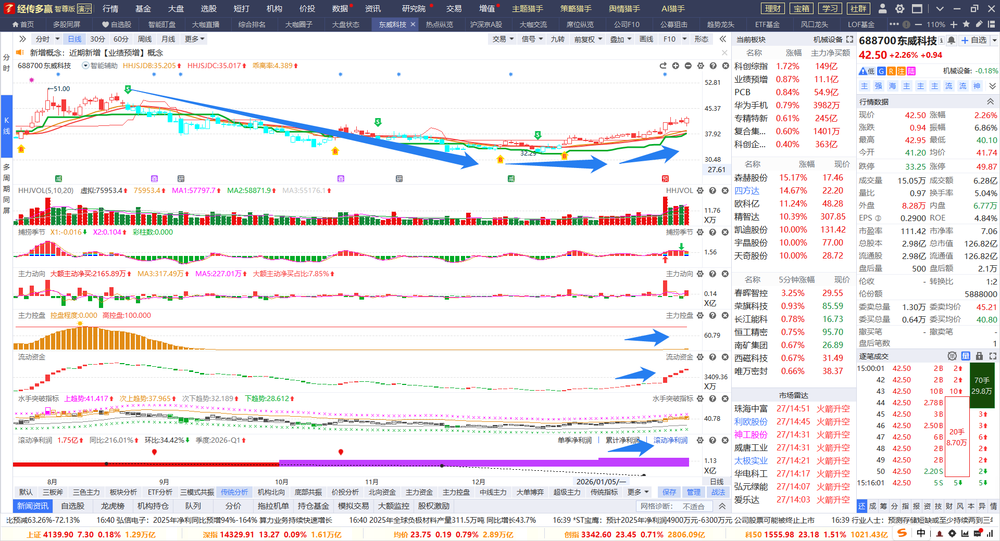 经传多赢 智尊版 演示 行情 基金 大盘 选股 短打 机构 价投 数据 资讯 研究院 交易 增值 主题猎手 策略猎手 舆情猎手 AI猎手 理财 宝箱 学习 社群
首页 多股同屏 自选股 智能盯盘 大咖直播 综合排名 大咖圈子 大盘状态 东威科技 热点纵览 沪深京A股 大咖交流 席位纵览 公司F10 公募狙击 趋势龙头 ETF基金 风口龙头 LOF基金 110%
分时 日线 30分 60分 周线 月线 更多 交易 信号 九转 前复权 叠加 画线 F10 形态
分时
K线
多周期同屏
新增概念：近期新增【业绩预增】概念
688700东威科技 智能辅助 HHJSJDB:35.205 HHJSJDC:35.017 乖离率:4.389
52.81
45.37
37.92
30.48
27.61
←51.00
32.29
S S S
B B B B
减 叠 研 叠 研 减 预
HHJVOL(5,10,20) 虚拟:75953.4 75953.4 MA1:57797.7 MA2:58871.9 MA3:55176.1 HHJVOL
11.76
X万
捕捞季节 X1:-0.016 X2:0.104 彩柱数:0.000 捕捞季节
1.56
主力动向 大额主动净买:2165.89万 MA3:317.49万 MA5:227.01万 大额主动净买占比:7.85% 主力动向
0.14
X亿
主力控盘 控盘程度:0.000 高控盘:100.000 主力控盘
60.79
流动资金 流动资金
3409.36
X万
水手突破指标 上趋势:41.417 次上趋势:37.965 次下趋势:32.189 下趋势:28.612 水手突破指标
40.78
滚动净利润 1.75亿 同比:216.01% 环比:34.42% 季度:2026-Q1 单季净利润 累计净利润 滚动净利润
1.13
X亿
8月 9月 10月 11月 12月 2026/01/05/一 日线
默认 三板斧 三色主力 板块分析 ETF分析 三模式共振 传统分析 机构北向 底部共振 价投分析 北向资金 主力资金 主力控盘 中线主力 大单博弈 超级主力 传统指标 更多 保存 管理 战法
新闻资讯 自选股 龙虎榜 机构持仓 队列 分价 拖拉机单 持仓基金 模拟交易 大额监控 股权激励 网格诊断： 不适合
当前板块 机械设备
名称 涨幅 主力净买额
科创综指 1.72% 149亿
业绩预增 0.87% 11.1亿
PCB 0.84% 54.9亿
华为手机 0.79% 3982万
专精特新 0.61% 245亿
复合集... 0.60% 1401万
科创企... 0.40% 363亿
名称 涨幅 现价
森赫股份 15.17% 17.46
四方达 14.67% 22.20
欧科亿 11.24% 48.28
精智达 10.39% 307.85
凯迪股份 10.00% 131.42
宇晶股份 10.00% 77.00
天奇股份 10.00% 28.72
名称 5分钟涨幅 现价
春晖智控 3.25% 29.55
荣旗科技 0.93% 85.59
长江能科 0.78% 16.73
恒工精密 0.75% 95.70
南矿集团 0.67% 26.89
西磁科技 0.67% 31.49
唯万密封 0.66% 38.37
市场雷达
珠海中富 27/14:51 火箭升空
利欧股份 27/14:45 火箭升空
神工股份 27/14:31 火箭升空
威唐工业 27/14:31 火箭升空
太极实业 27/14:21 火箭升空
华电科工 27/14:17 火箭升空
弘元绿能 27/14:07 火箭升空
爱乐达 27/14:03 火箭升空
688700东威科技 自选
42.50 +2.26% +0.94
低 G R 注 陆 机械设备: -0.18%
主 强 海 主 主 主 流 流 神
行情数据
现价 42.50 涨幅 2.26%
涨跌 0.94 振幅 6.86%
最高 42.95 最低 40.10
今开 41.20 均价 41.74
跌停 33.25 涨停 49.87
成交量 15.05万 成交额 6.28亿
量比 0.97 换手率 5.04%
外盘 8.28万 内盘 6.77万
EPS③ 0.2900 ROE 4.84%
市盈率 111.42 市净率 7.06
总股本 2.98亿 总市值 126.82亿
流通股 2.98亿 流通值 126.82亿
盘后量 500 盘后额 2.1万
伦收 - 转换比 1:2
伦份额 5888000
委卖总量 1.30万 委卖均价 45.21
委买总量 0.64万 委买均价 40.80
撤买笔 - 撤卖笔 -
盘后笔数 1
逐笔成交
15:00:01 42.50 2B 2
42 42.50 2B 2
43 42.50 10B 10
44 42.50 2.78B
45 42.50 3B 3
46 42.50 2.50B 3
47 42.50 6B 6
48 42.50 2B 2
49 42.50 2B 2
50 42.50 2.20S 2
15:16:01 42.50 5S 5 5
70手
29.8万
20手
8.70万
还 成 筹 分 指 报 资 技 财 风 本 异 情
比预减63.26%-72.13% 16:40 弘信电子：2025年净利同比预增94%-164% 算力业务持续快速增长 16:40 2025年全球负极材料产量311.5万吨 同比增长43.7% 16:39 *ST宝鹰：预计2025年净利润4900万元-6300万元 公司股票可能被终止上市 16:39 行业人士：预测存储短缺或至少持续两到三年
上证 4139.90 7.30 0.18% 1.29万亿 深指 14329.91 13.27 0.09% 1.61万亿 均价 23.75 0.19 0.79% 2.89万亿 创指 3342.60 23.45 0.71% 2806.09亿 科50 1555.98 23.18 1.51% 1021.43亿 中